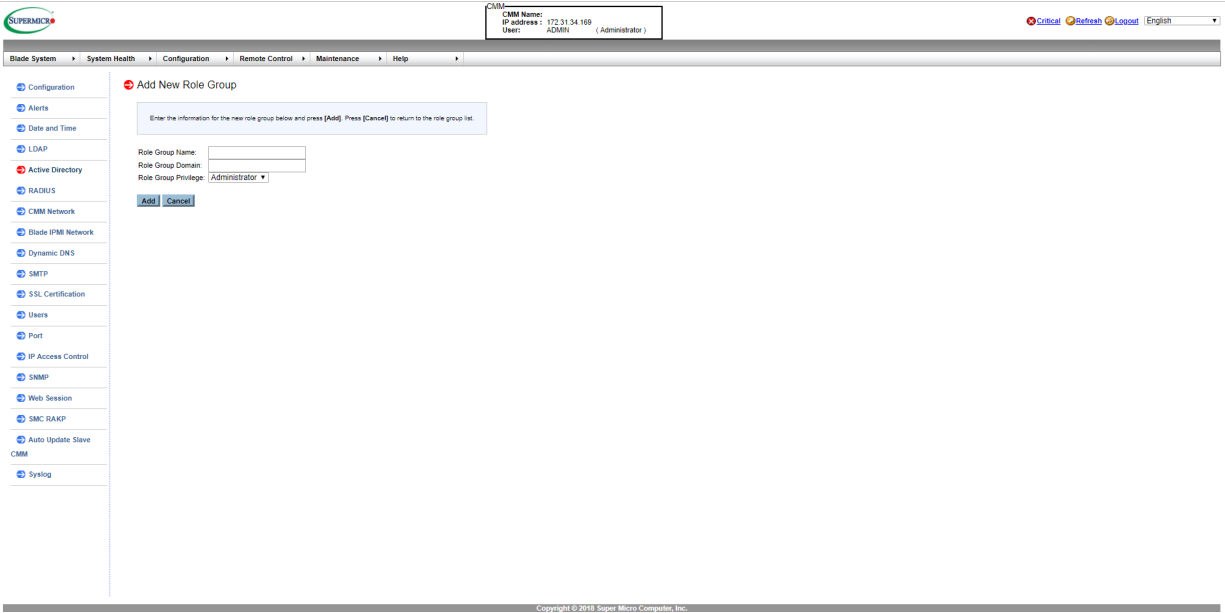 SUPERMICRO
CMM
CMM Name:
IP address : 172.31.34.169
User: ADMIN ( Administrator )
Critical Refresh Logout English
Blade System System Health Configuration Remote Control Maintenance Help
Configuration
Alerts
Date and Time
LDAP
Active Directory
RADIUS
CMM Network
Blade IPMI Network
Dynamic DNS
SMTP
SSL Certification
Users
Port
IP Access Control
SNMP
Web Session
SMC RAKP
Auto Update Slave
CMM
Syslog
Add New Role Group
Enter the information for the new role group below and press [Add]. Press [Cancel] to return to the role group list.
Role Group Name:
Role Group Domain:
Role Group Privilege: Administrator
Add Cancel
Copyright © 2018 Super Micro Computer, Inc.